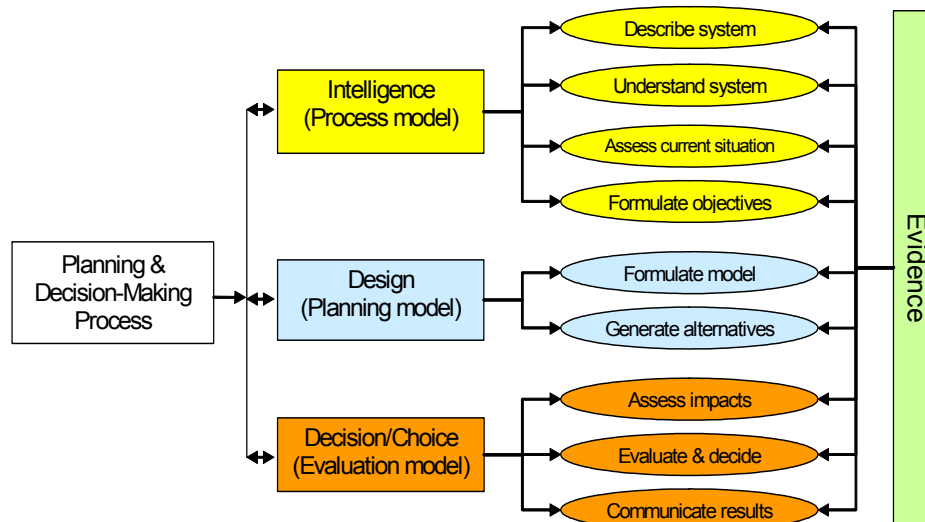 Planning &
Decision-Making
Process
Intelligence
(Process model)
Describe system
Understand system
Assess current situation
Formulate objectives
Design
(Planning model)
Formulate model
Generate alternatives
Decision/Choice
(Evaluation model)
Assess impacts
Evaluate & decide
Communicate results
Evidence